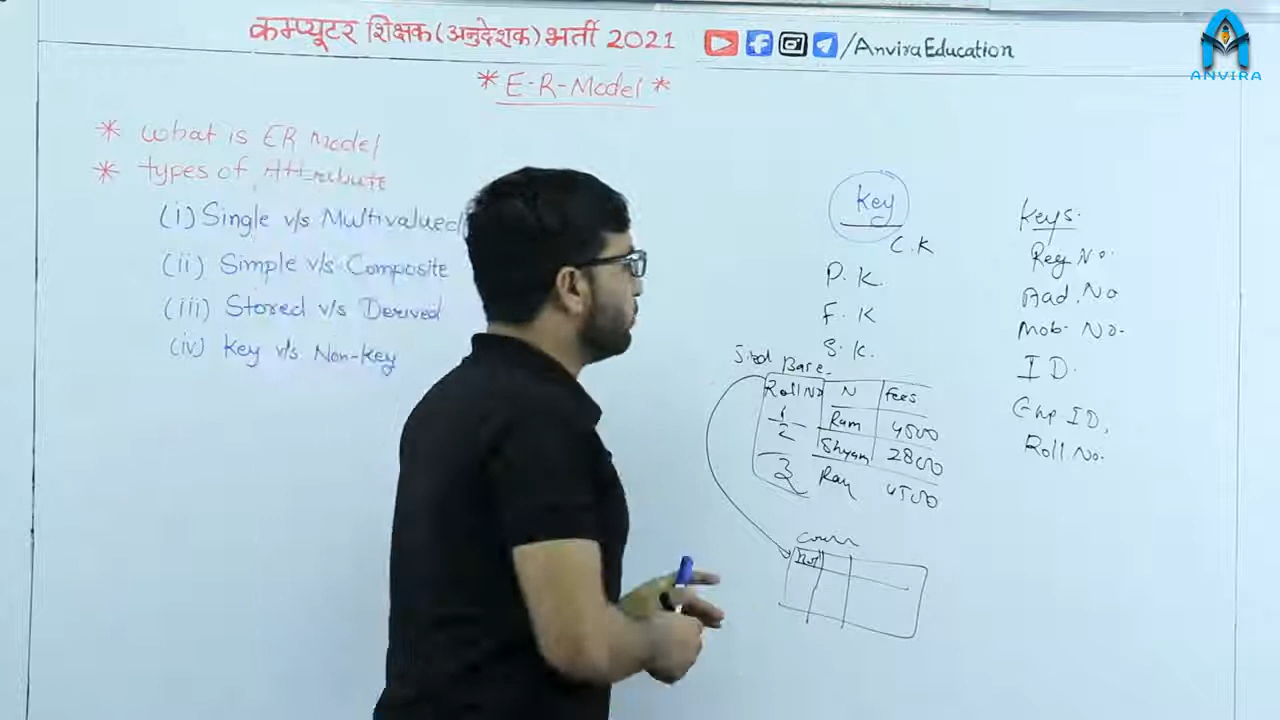 कम्प्यूटर शिक्षक (अनुदेशक) भर्ती 2021 /AnviraEducation
ANVIRA
* E-R-Model *
* What is ER Model
* types of Attribute
(i) Single v/s Multivalued
(ii) Simple v/s Composite
(iii) Stored v/s Derived
(iv) Key v/s Non-Key
Key
C.K
P.K.
F.K
S.K.
Base
Roll No N fees
1 Ram 4500
2 Shyam 2800
3 Ram 4500
Keys.
Reg No.
Aad. No
Mob. No.
ID.
Emp ID,
Roll No.